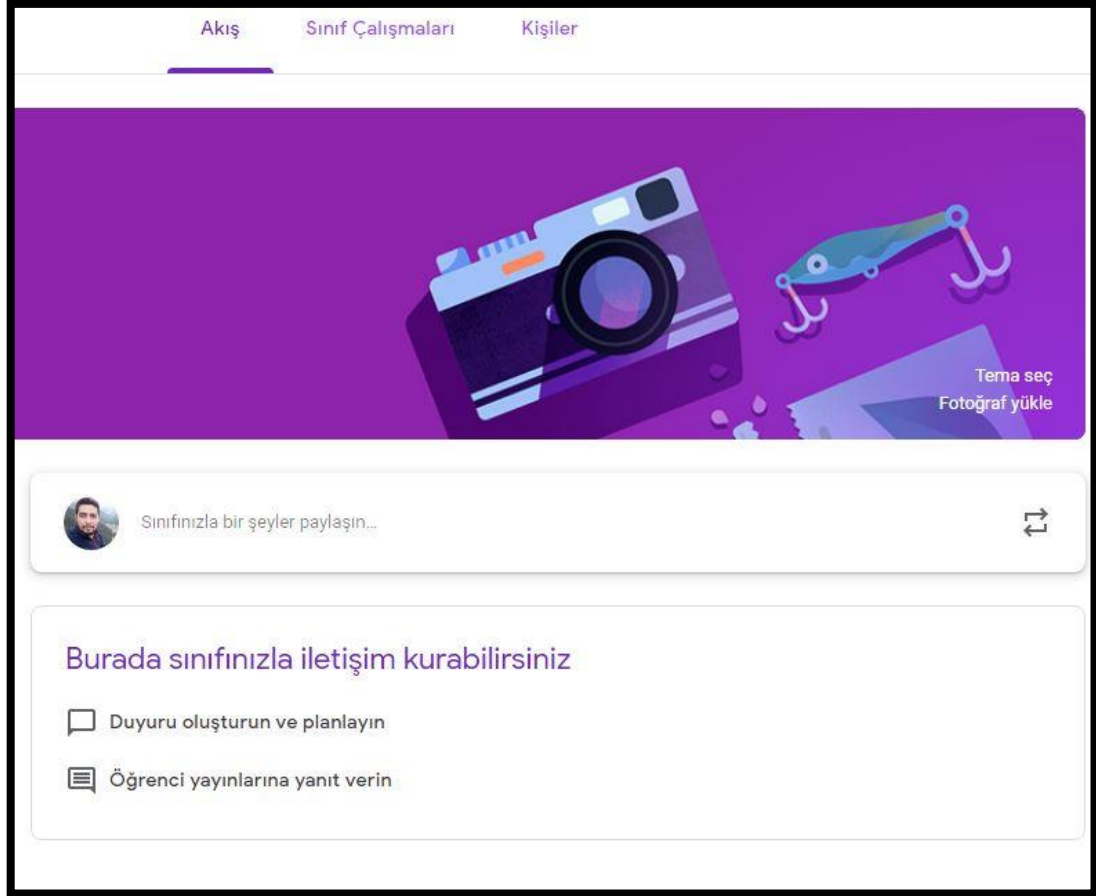 Akış Sınıf Çalışmaları Kişiler
Tema seç
Fotoğraf yükle
Sınıfınızla bir şeyler paylaşın...
Burada sınıfınızla iletişim kurabilirsiniz
Duyuru oluşturun ve planlayın
Öğrenci yayınlarına yanıt verin